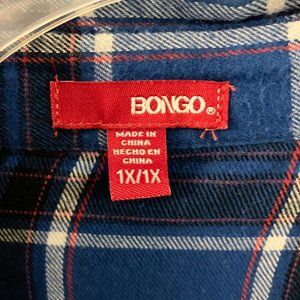 BONGO®
MADE IN
CHINA
HECHO EN
CHINA
1X/1X